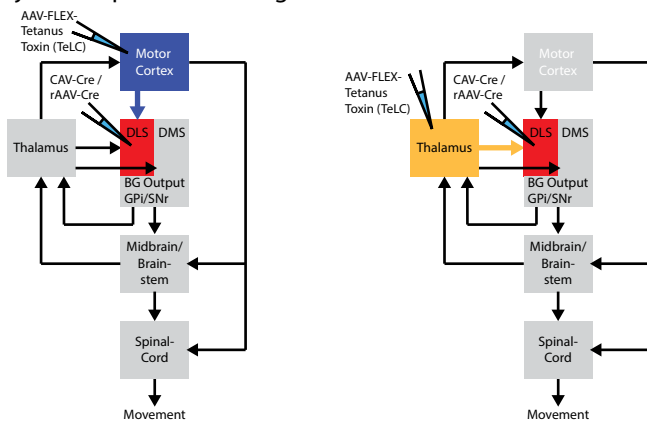 AAV-FLEX-
Tetanus
Toxin (TeLC)
Motor
Cortex
CAV-Cre /
rAAV-Cre
DLS
DMS
Thalamus
BG Output
GPi/SNr
Midbrain/
Brain-
stem
Spinal-
Cord
Movement
AAV-FLEX-
Tetanus
Toxin (TeLC)
Motor
Cortex
CAV-Cre /
rAAV-Cre
DLS
DMS
Thalamus
BG Output
GPi/SNr
Midbrain/
Brain-
stem
Spinal-
Cord
Movement